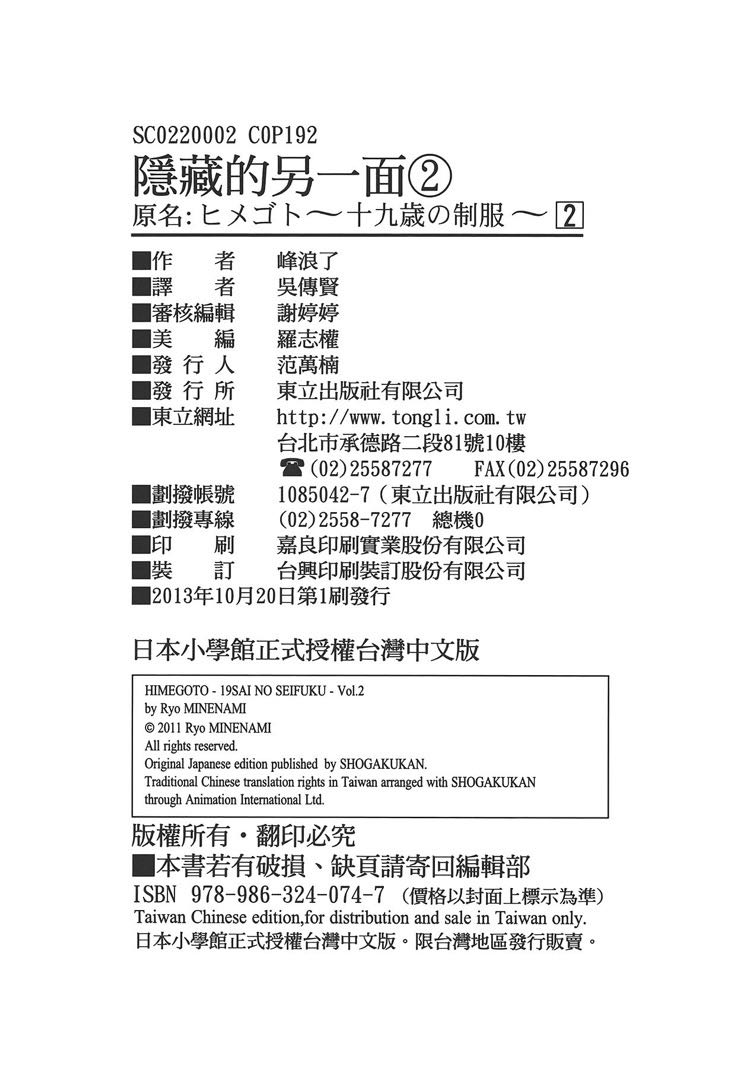 SC0220002 C0P192
隱藏的另一面②
原名:ヒメゴト～十九歳の制服～ 2
■作　　者　峰浪了
■譯　　者　吳傳賢
■審核編輯　謝婷婷
■美　　編　羅志權
■發 行 人　范萬楠
■發 行 所　東立出版社有限公司
■東立網址　http://www.tongli.com.tw
台北市承德路二段81號10樓
☎(02)25587277　FAX(02)25587296
■劃撥帳號　1085042-7（東立出版社有限公司）
■劃撥專線　(02)2558-7277　總機0
■印　　刷　嘉良印刷實業股份有限公司
■裝　　訂　台興印刷裝訂股份有限公司
■2013年10月20日第1刷發行
日本小學館正式授權台灣中文版
HIMEGOTO - 19SAI NO SEIFUKU - Vol.2
by Ryo MINENAMI
© 2011 Ryo MINENAMI
All rights reserved.
Original Japanese edition published by SHOGAKUKAN.
Traditional Chinese translation rights in Taiwan arranged with SHOGAKUKAN
through Animation International Ltd.
版權所有・翻印必究
■本書若有破損、缺頁請寄回編輯部
ISBN 978-986-324-074-7（價格以封面上標示為準）
Taiwan Chinese edition,for distribution and sale in Taiwan only.
日本小學館正式授權台灣中文版。限台灣地區發行販賣。